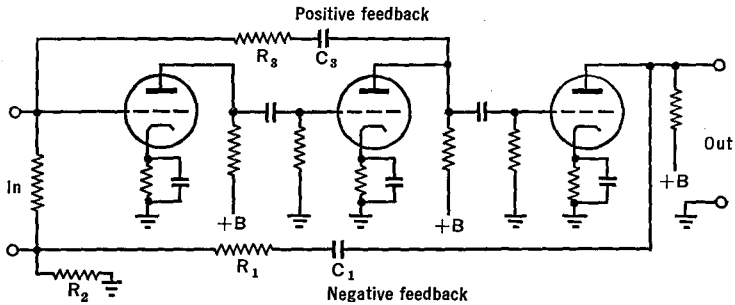 Positive feedback
R₃
C₃
In
Out
+B
+B
+B
R₁
C₁
R₂
Negative feedback